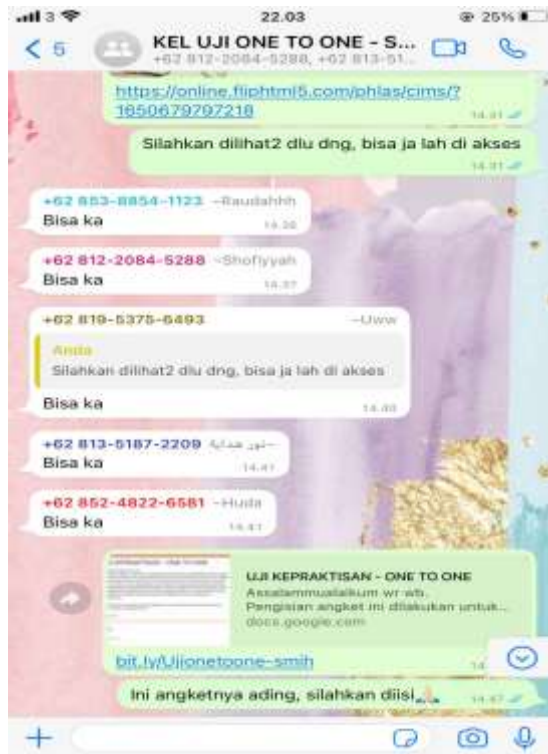 3
22.03
25%
5
KEL UJI ONE TO ONE - S...
+62 812-2084-5288, +62 813-51...
https://online.fliphtml5.com/phlas/cims/?
1650679797218
14.31
Silahkan dilihat2 dlu dng, bisa ja lah di akses
14.31
+62 853-8854-1123 ~Raudahhh
Bisa ka
+62 812-2084-5288 ~Shofiyyah
Bisa ka
14.37
+62 819-5375-6493 ~Uww
Anda
Silahkan dilihat2 dlu dng, bisa ja lah di akses
Bisa ka
14.40
+62 813-5187-2209 ~نور هداية
Bisa ka
14.41
+62 852-4822-6581 ~Huda
Bisa ka
14.41
UJI KEPRAKTISAN - ONE TO ONE
Assalammualaikum wr wb.
Pengisian angket ini dilakukan untuk...
docs.google.com
bit.ly/Ujionetoone-smih
Ini angketnya ading, silahkan diisi
14.47